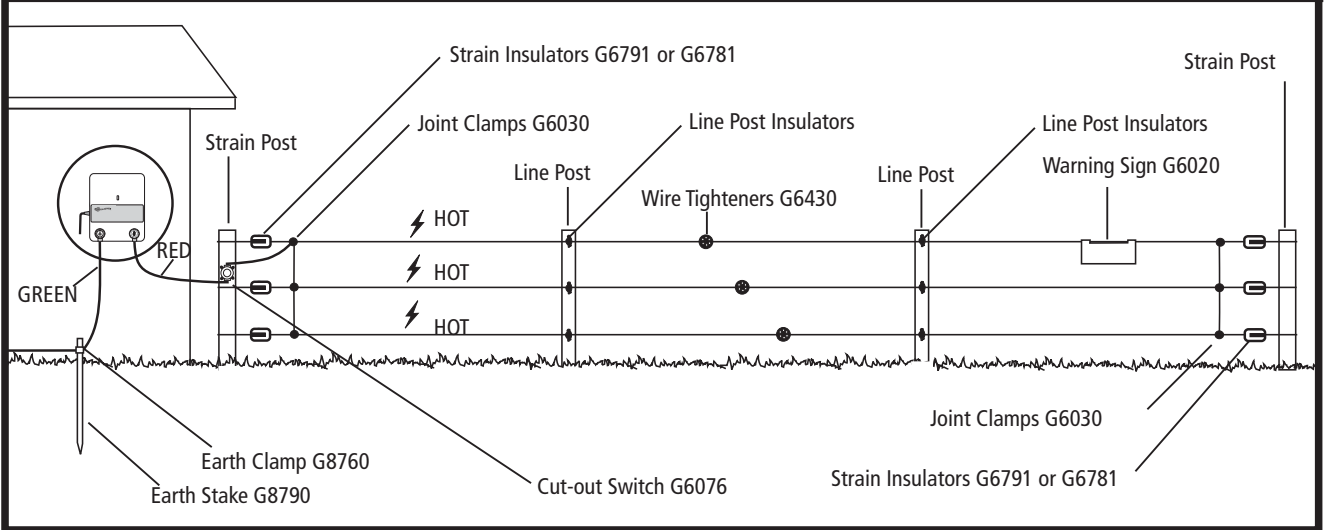 Strain Insulators G6791 or G6781
Strain Post
Joint Clamps G6030
Line Post Insulators
Line Post Insulators
Strain Post
Warning Sign G6020
Line Post
Line Post
Wire Tighteners G6430
HOT
RED
HOT
GREEN
HOT
Joint Clamps G6030
Earth Clamp G8760
Strain Insulators G6791 or G6781
Cut-out Switch G6076
Earth Stake G8790